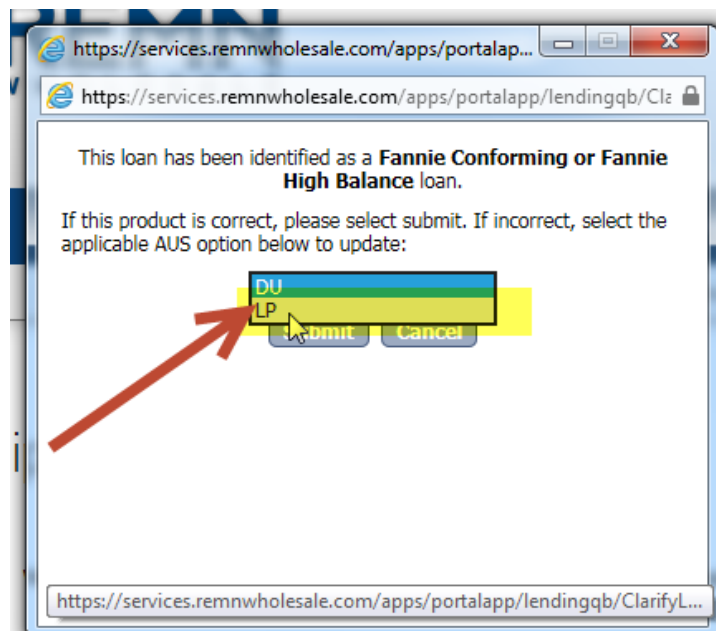 https://services.remnwholesale.com/apps/portalap...
https://services.remnwholesale.com/apps/portalapp/lendingqb/Cla
This loan has been identified as a Fannie Conforming or Fannie
High Balance loan.
If this product is correct, please select submit. If incorrect, select the
applicable AUS option below to update:
DU
LP
Submit Cancel
https://services.remnwholesale.com/apps/portalapp/lendingqb/ClarifyL...